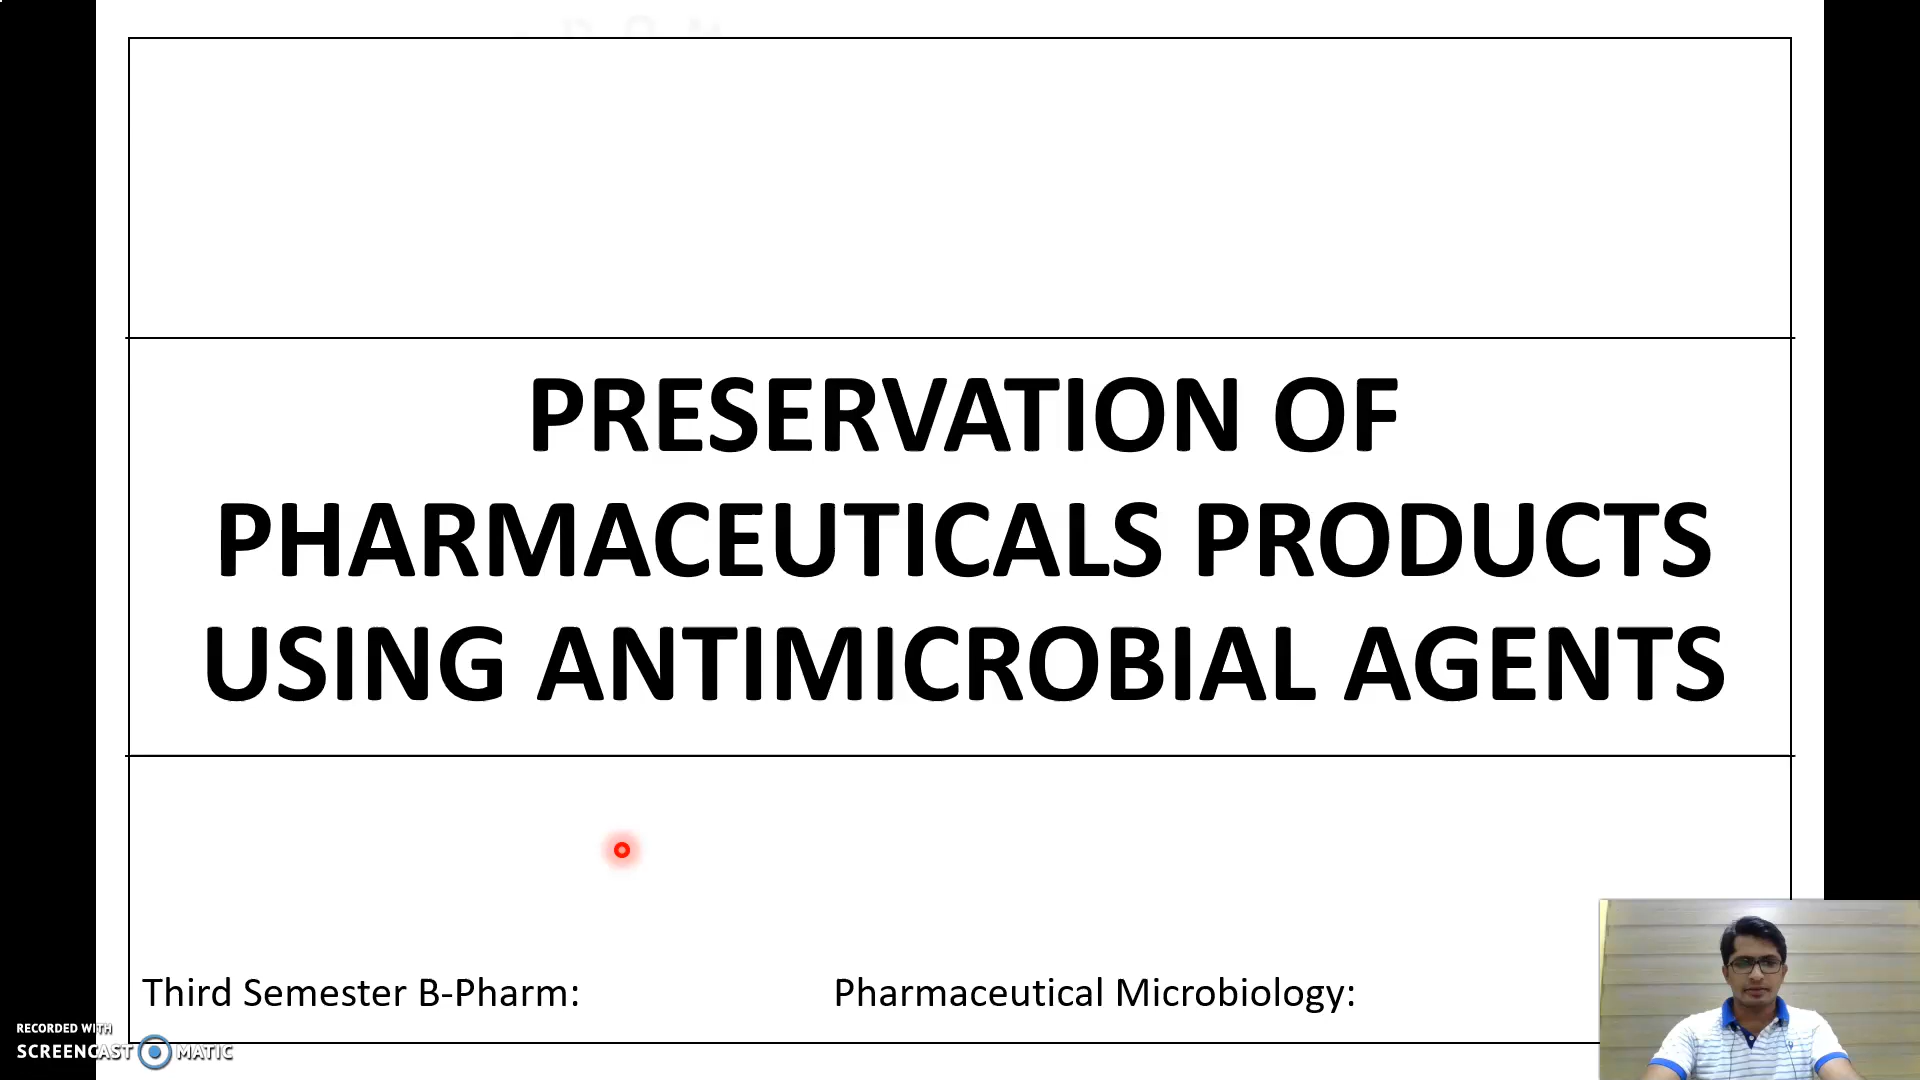 PRESERVATION OF
PHARMACEUTICALS PRODUCTS
USING ANTIMICROBIAL AGENTS
Third Semester B-Pharm: Pharmaceutical Microbiology:
RECORDED WITH
SCREENCAST MATIC